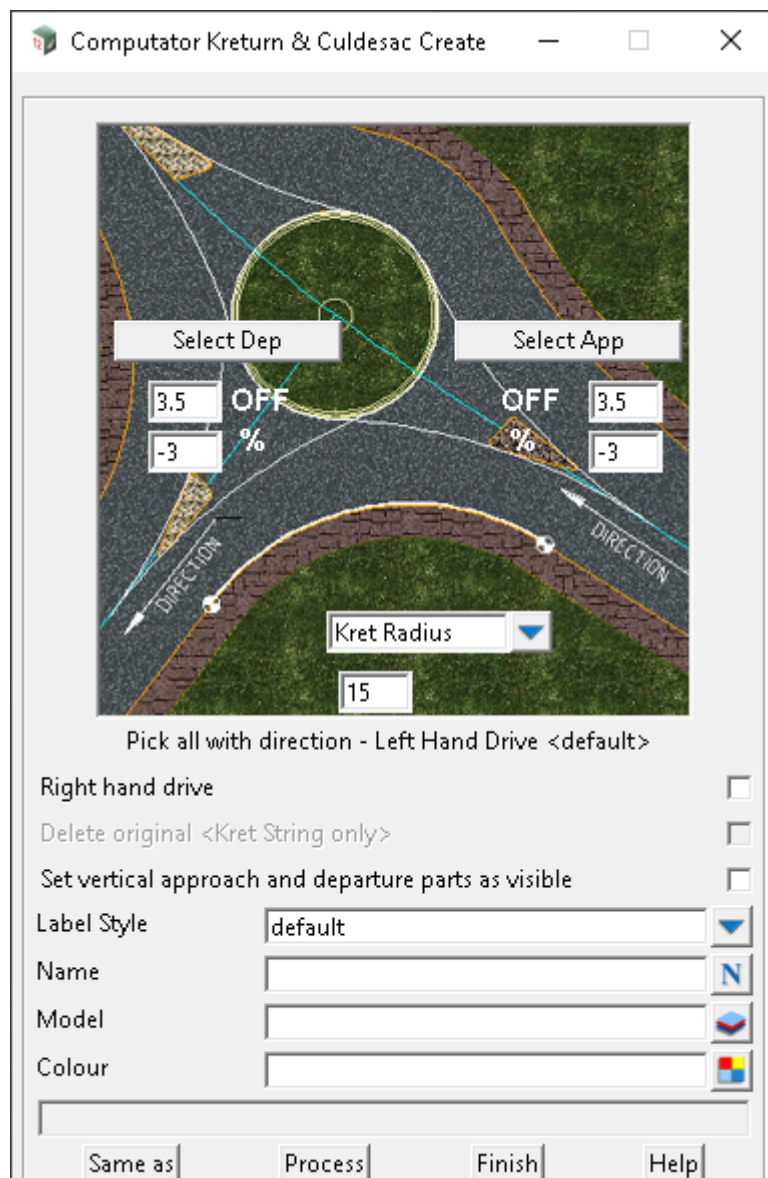 12 Computator Kreturn & Culdesac Create
Select Dep Select App
3.5 OFF OFF 3.5
-3 % % -3
DIRECTION DIRECTION
Kret Radius
15
Pick all with direction - Left Hand Drive <default>
Right hand drive
Delete original <Kret String only>
Set vertical approach and departure parts as visible
Label Style default
Name N
Model
Colour
Same as Process Finish Help